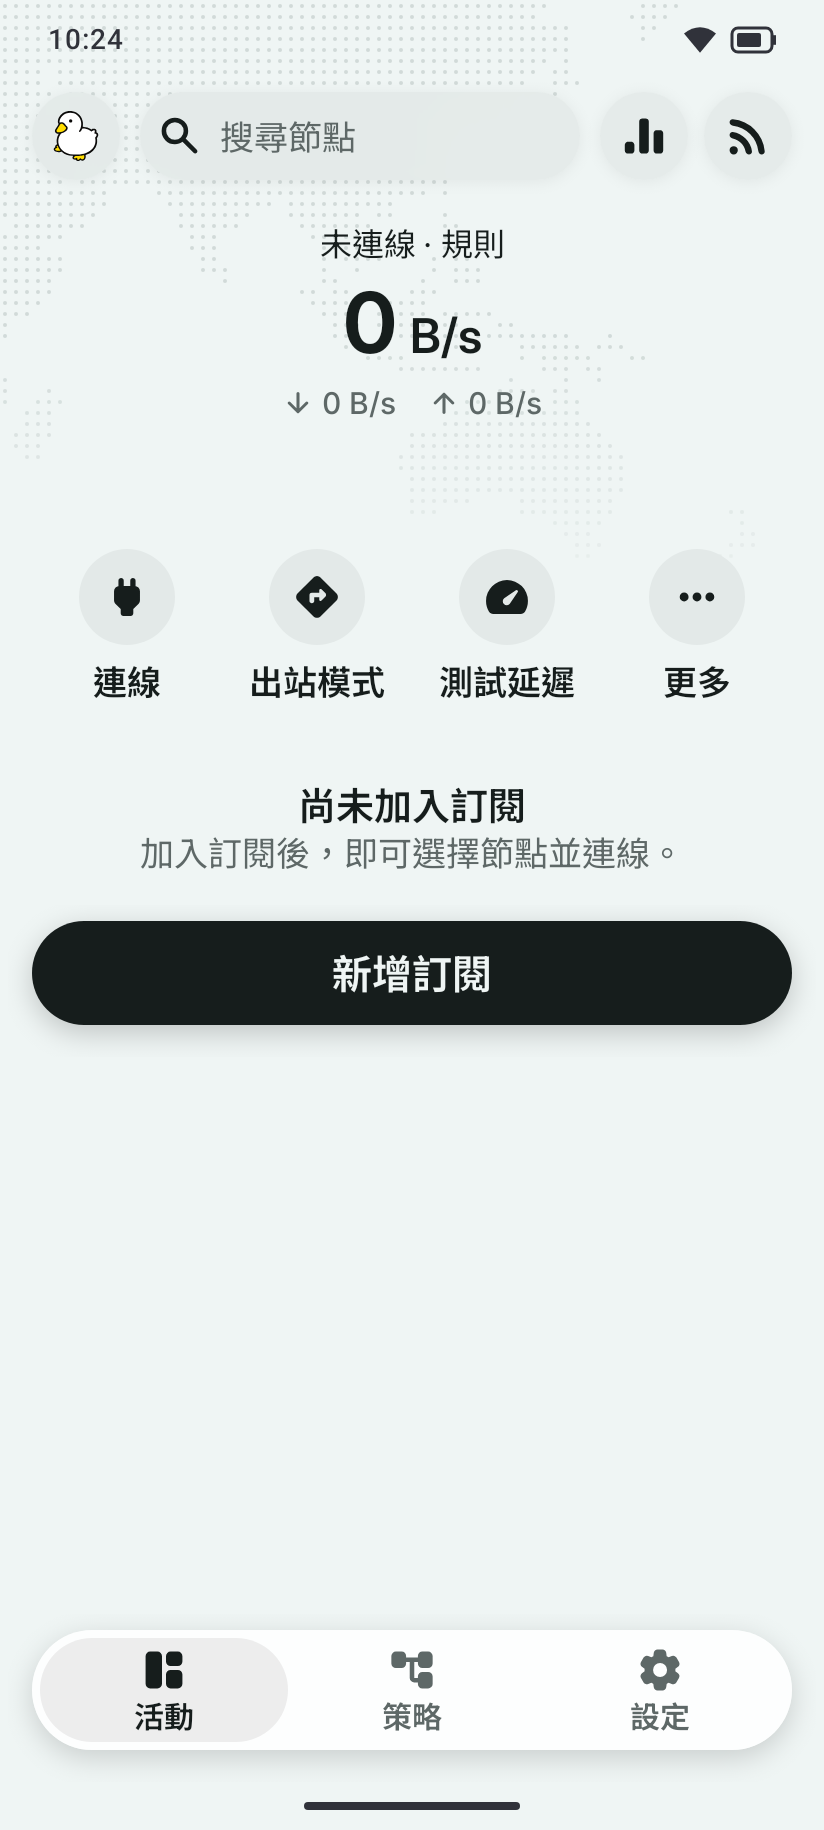 10:24
搜尋節點
未連線 · 規則
0 B/s
↓ 0 B/s ↑ 0 B/s
連線 出站模式 測試延遲 更多
尚未加入訂閱
加入訂閱後，即可選擇節點並連線。
新增訂閱
活動 策略 設定